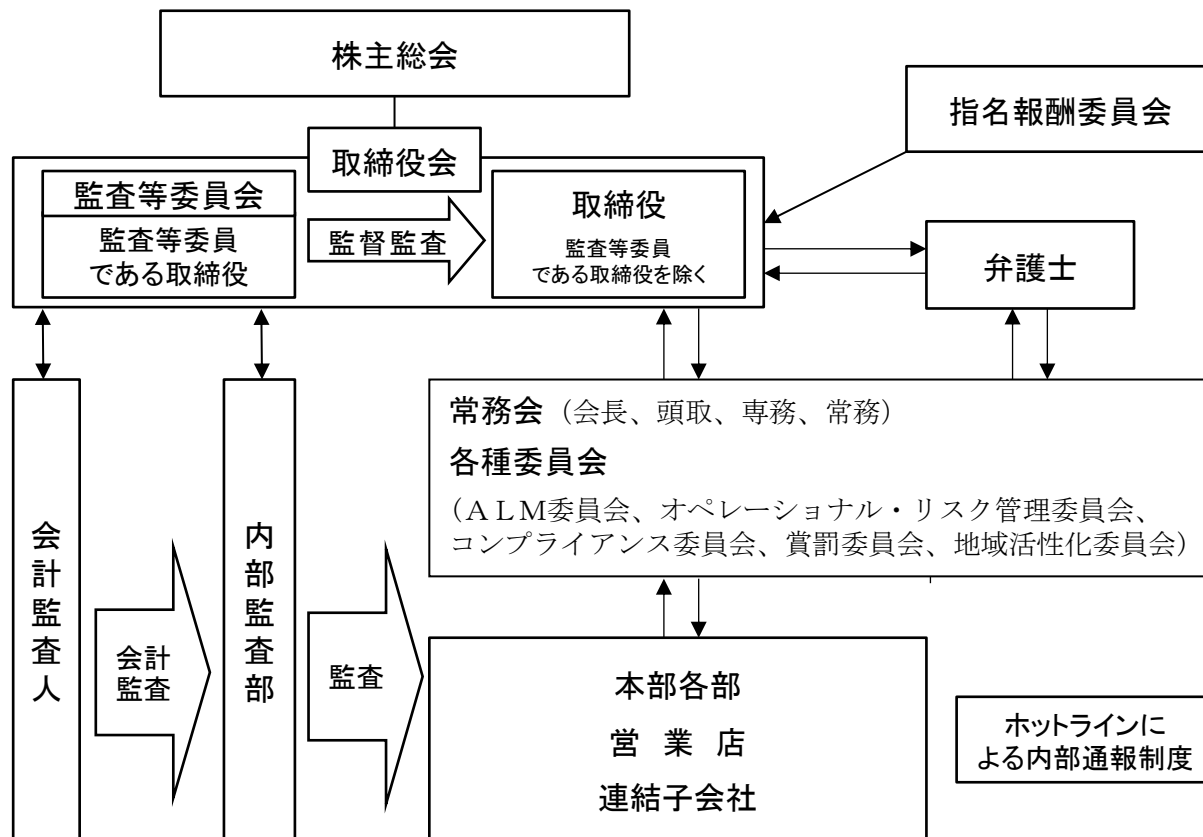 株主総会
指名報酬委員会
取締役会
監査等委員会
監査等委員
である取締役
監督監査
取締役
監査等委員
である取締役を除く
弁護士
常務会（会長、頭取、専務、常務）
各種委員会
（ＡＬＭ委員会、オペレーショナル・リスク管理委員会、
コンプライアンス委員会、賞罰委員会、地域活性化委員会）
会計監査人
会計
監査
内部監査部
監査
本部各部
営業店
連結子会社
ホットラインに
よる内部通報制度